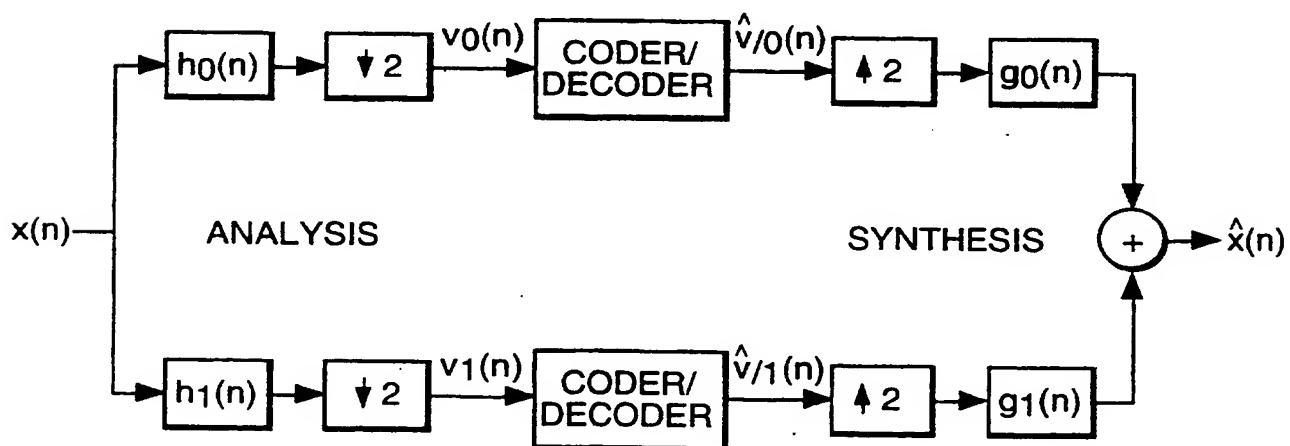 h0(n)
↓ 2
v0(n)
CODER/
DECODER
v̂/0(n)
↑ 2
g0(n)
x(n)
ANALYSIS
SYNTHESIS
+
x̂(n)
h1(n)
↓ 2
v1(n)
CODER/
DECODER
v̂/1(n)
↑ 2
g1(n)